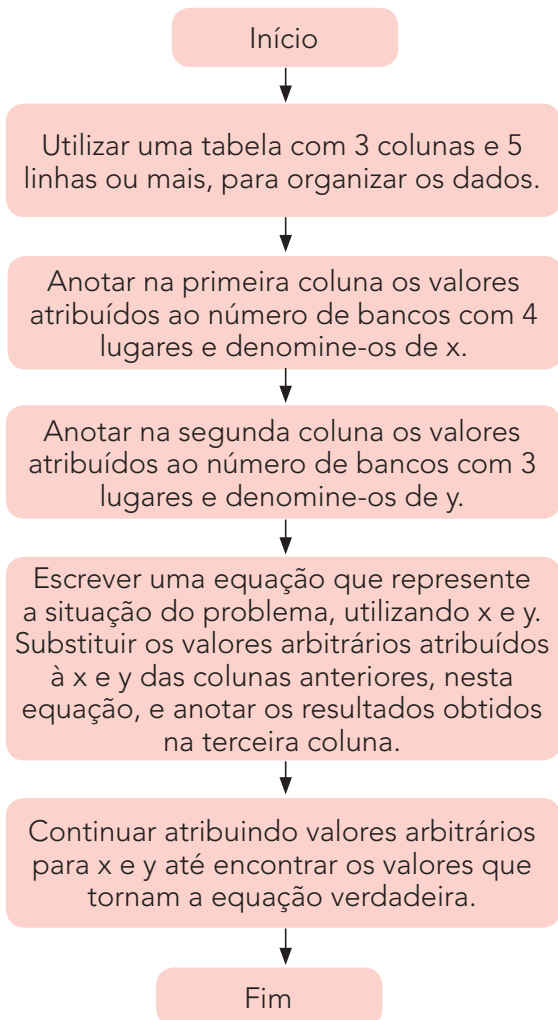 Início
Utilizar uma tabela com 3 colunas e 5
linhas ou mais, para organizar os dados.
Anotar na primeira coluna os valores
atribuídos ao número de bancos com 4
lugares e denomine-os de x.
Anotar na segunda coluna os valores
atribuídos ao número de bancos com 3
lugares e denomine-os de y.
Escrever uma equação que represente
a situação do problema, utilizando x e y.
Substituir os valores arbitrários atribuídos
à x e y das colunas anteriores, nesta
equação, e anotar os resultados obtidos
na terceira coluna.
Continuar atribuindo valores arbitrários
para x e y até encontrar os valores que
tornam a equação verdadeira.
Fim